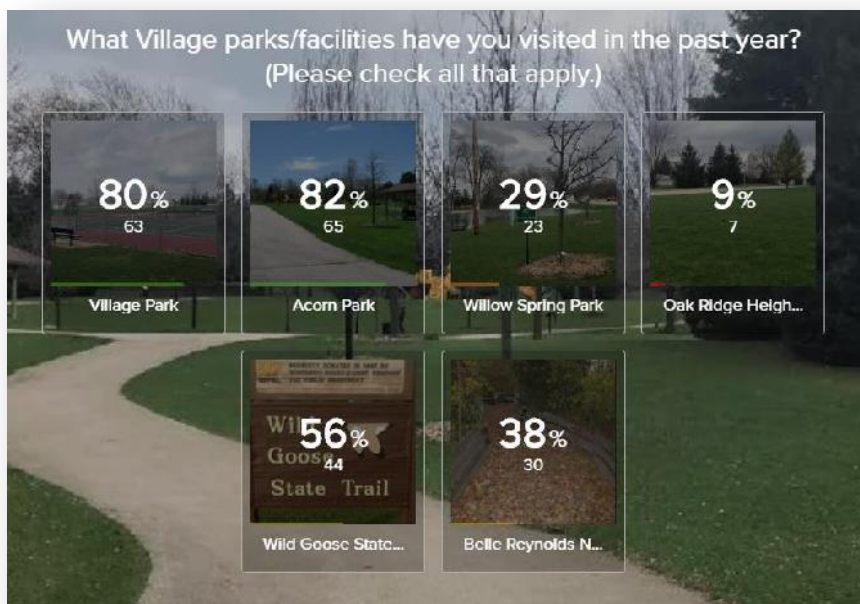 What Village parks/facilities have you visited in the past year?
(Please check all that apply.)
80%
63
Village Park
82%
65
Acorn Park
29%
23
Willow Spring Park
9%
7
Oak Ridge Heigh...
56%
44
Wild
Goose
State Trail
Wild Goose State...
38%
30
Belle Reynolds N...